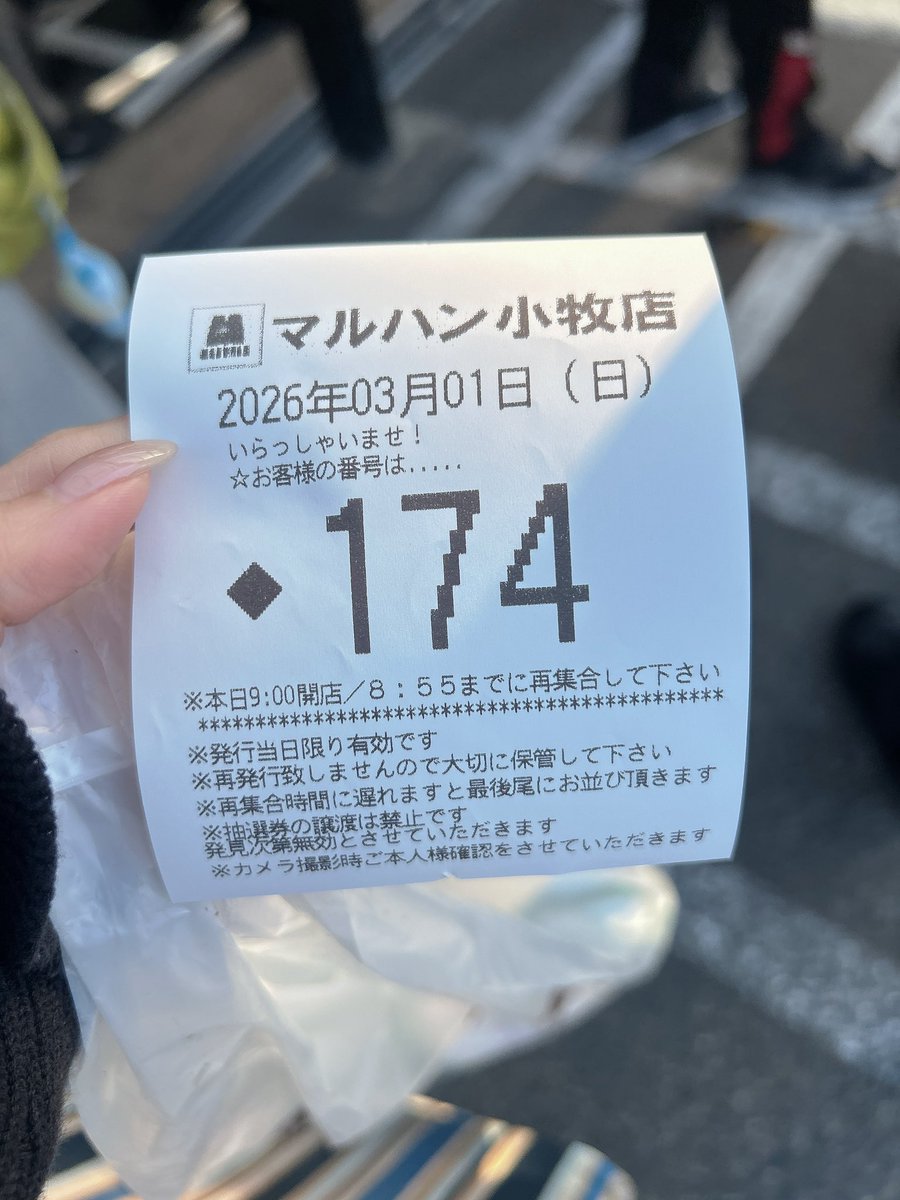 マルハン小牧店
2026年03月01日（日）
いらっしゃいませ！
☆お客様の番号は.....
◆174
※本日9:00開店／８：５５までに再集合して下さい
************************************************
※発行当日限り有効です
※再発行致しませんので大切に保管して下さい
※再集合時間に遅れますと最後尾にお並び頂きます
※抽選券の譲渡は禁止です
発見次第無効とさせていただきます
※カメラ撮影時ご本人様確認をさせていただきます